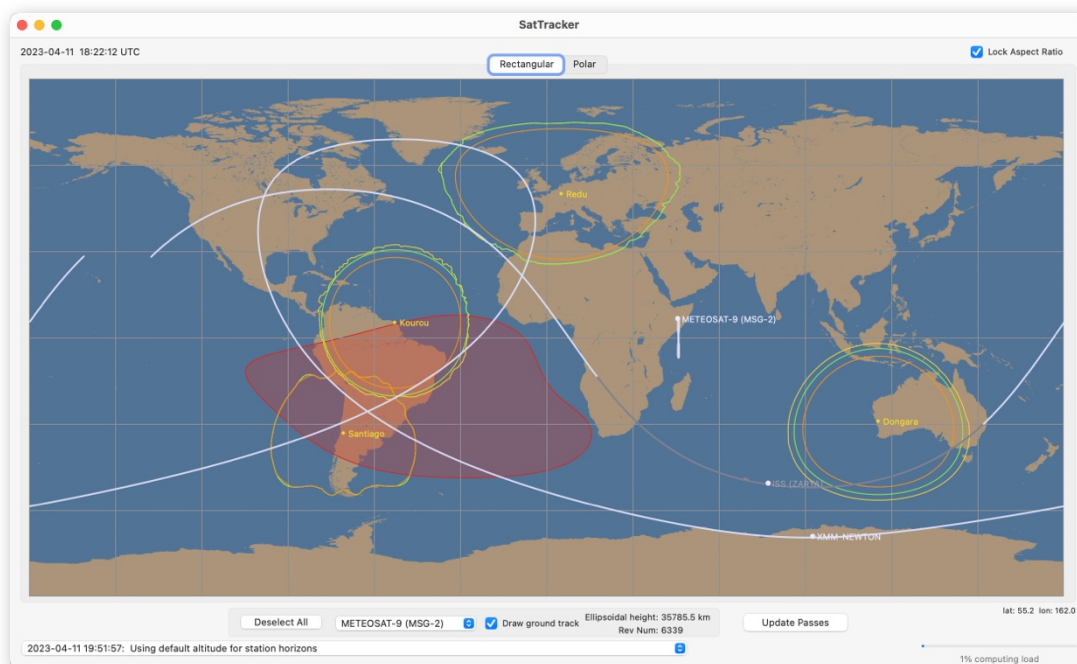 SatTracker
2023-04-11 18:22:12 UTC
Lock Aspect Ratio
Rectangular
Polar
Redu
Kourou
METEOSAT-9 (MSG-2)
Dongara
Santiago
ISS (ZARYA)
XMM-NEWTON
lat: 55.2 lon: 162.0
Deselect All
METEOSAT-9 (MSG-2)
Draw ground track
Ellipsoidal height: 35785.5 km
Rev Num: 6339
Update Passes
2023-04-11 19:51:57: Using default altitude for station horizons
1% computing load